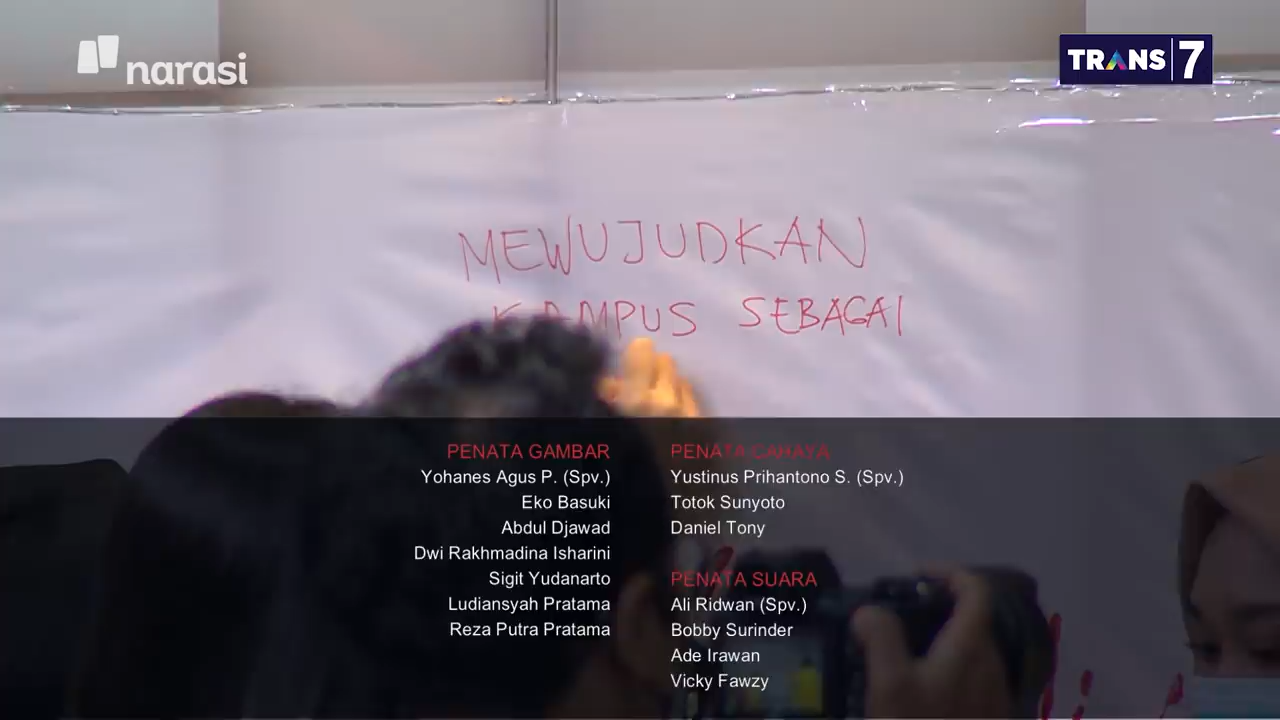 narasi
TRANS 7
MEWUJUDKAN
KAMPUS SEBAGAI
PENATA GAMBAR
Yohanes Agus P. (Spv.)
Eko Basuki
Abdul Djawad
Dwi Rakhmadina Isharini
Sigit Yudanarto
Ludiansyah Pratama
Reza Putra Pratama
PENATA CAHAYA
Yustinus Prihantono S. (Spv.)
Totok Sunyoto
Daniel Tony
PENATA SUARA
Ali Ridwan (Spv.)
Bobby Surinder
Ade Irawan
Vicky Fawzy